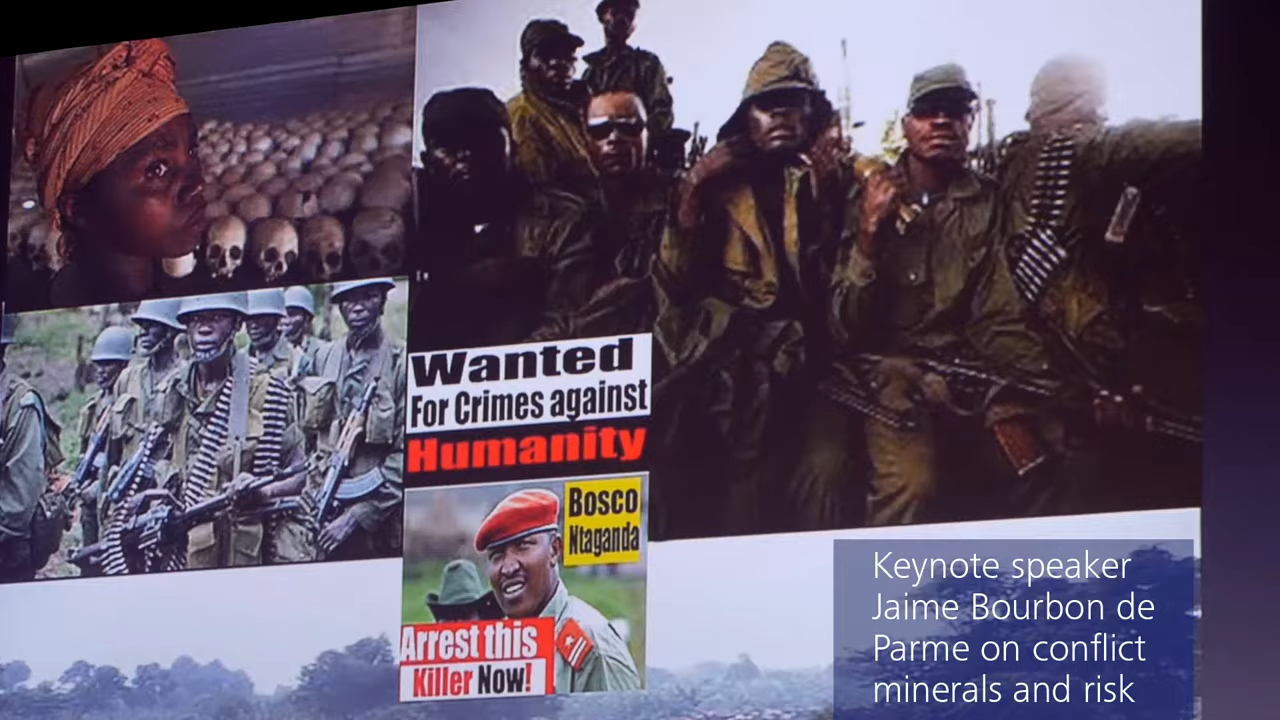 Wanted
For Crimes against
Humanity
Bosco
Ntaganda
Arrest this
Killer Now!
Keynote speaker
Jaime Bourbon de
Parme on conflict
minerals and risk